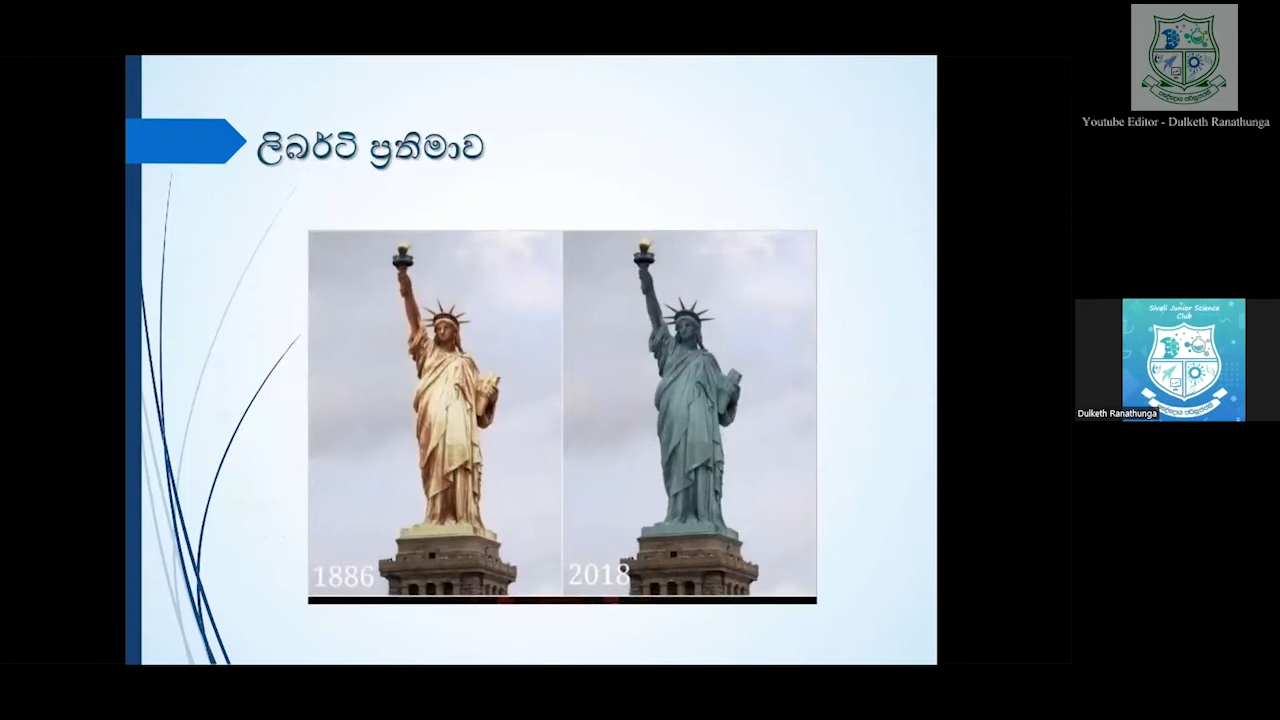 ලිබර්ටි ප්‍රතිමාව
1886
2018
Youtube Editor - Dulketh Ranathunga
Sivali Junior Science
Club
Dulketh Ranathunga